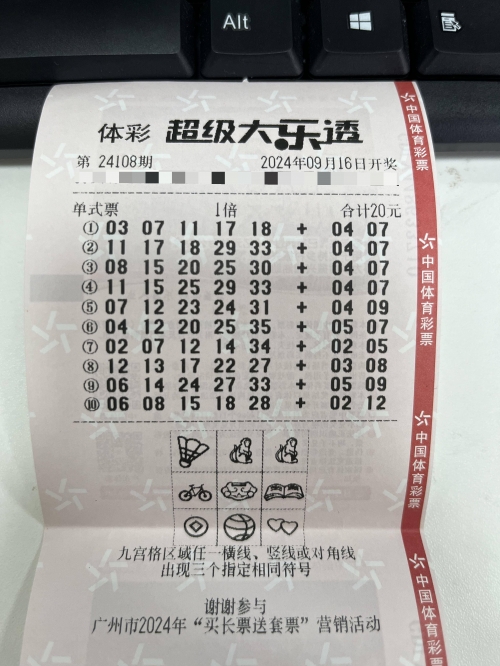 Alt
体彩 超级大乐透
第 24108期 2024年09月16日开奖
单式票 1倍 合计20元
① 03 07 11 17 18 + 04 07
② 11 17 18 29 33 + 04 07
③ 08 15 20 25 30 + 04 07
④ 11 15 25 29 33 + 04 07
⑤ 07 12 23 24 31 + 04 09
⑥ 04 12 20 25 35 + 05 07
⑦ 02 07 12 14 34 + 02 05
⑧ 12 13 17 22 27 + 03 08
⑨ 06 14 24 27 33 + 05 09
⑩ 06 08 15 18 28 + 02 12
九宫格区域任一横线、竖线或对角线
出现三个指定相同符号
谢谢参与
广州市2024年“买长票送套票”营销活动
中国体育彩票
中国体育彩票
中国体育彩票
中国体育彩票